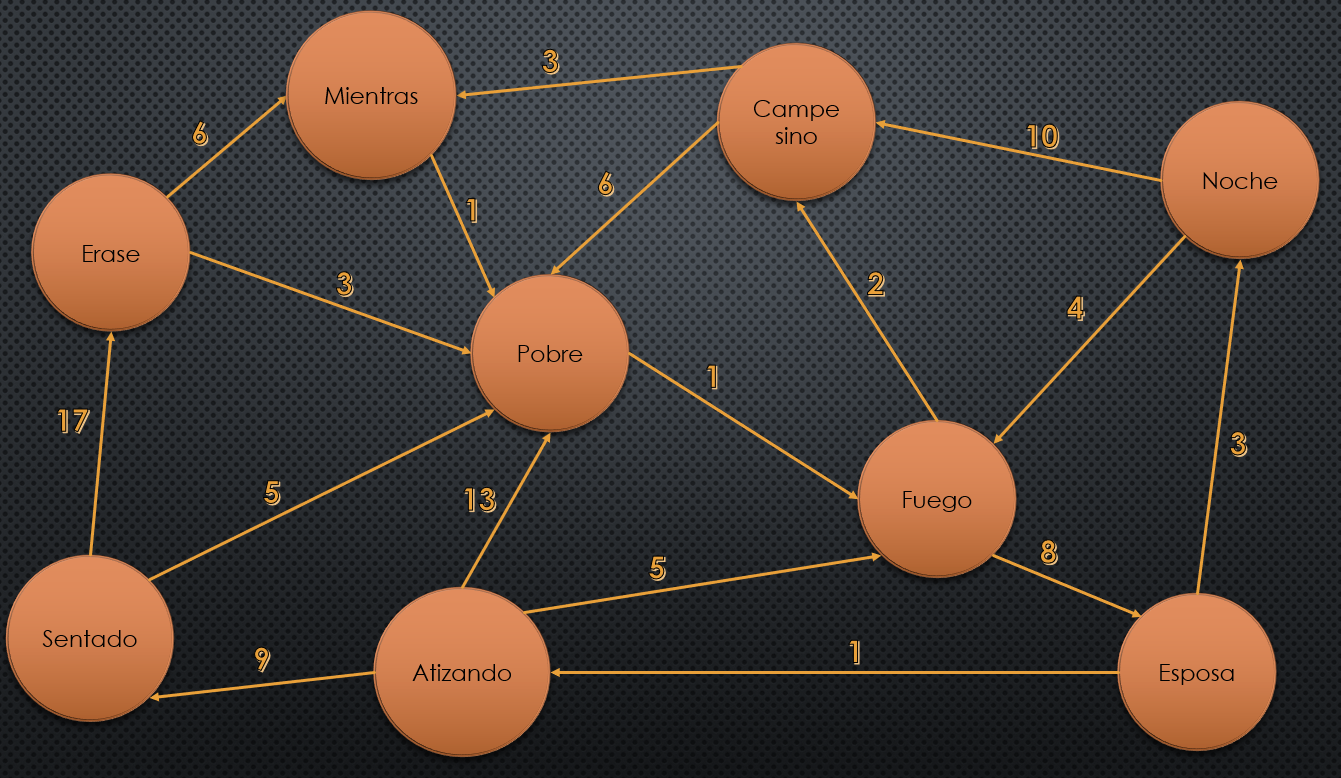 3
Mientras
Campe
sino
6
10
Noche
6
1
Erase
3
2
4
Pobre
1
17
3
5
13
Fuego
8
5
Sentado
9
Atizando
1
Esposa